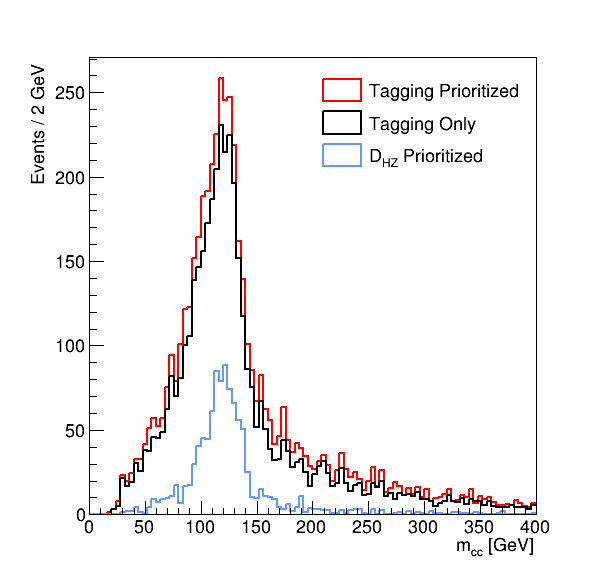 Events / 2 GeV
250
200
150
100
50
0
Tagging Prioritized
Tagging Only
D_HZ Prioritized
0 50 100 150 200 250 300 350 400
m_cc [GeV]